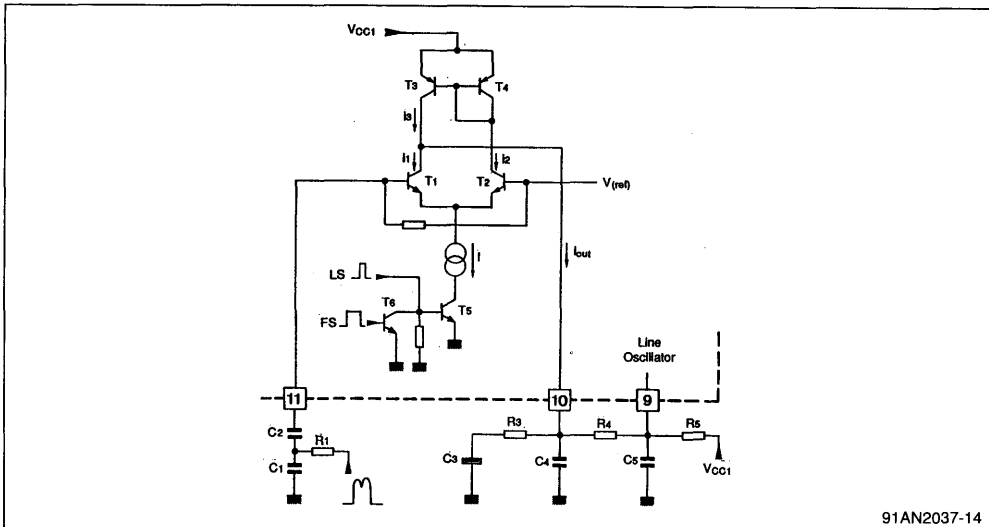 VCC1
T3
T4
i3
i1
i2
T1
T2
V(ref)
I
Iout
LS
T6
T5
FS
Line
Oscillator
11
10
9
C2
R1
R3
R4
R5
C1
C3
C4
C5
VCC1
91AN2037-14